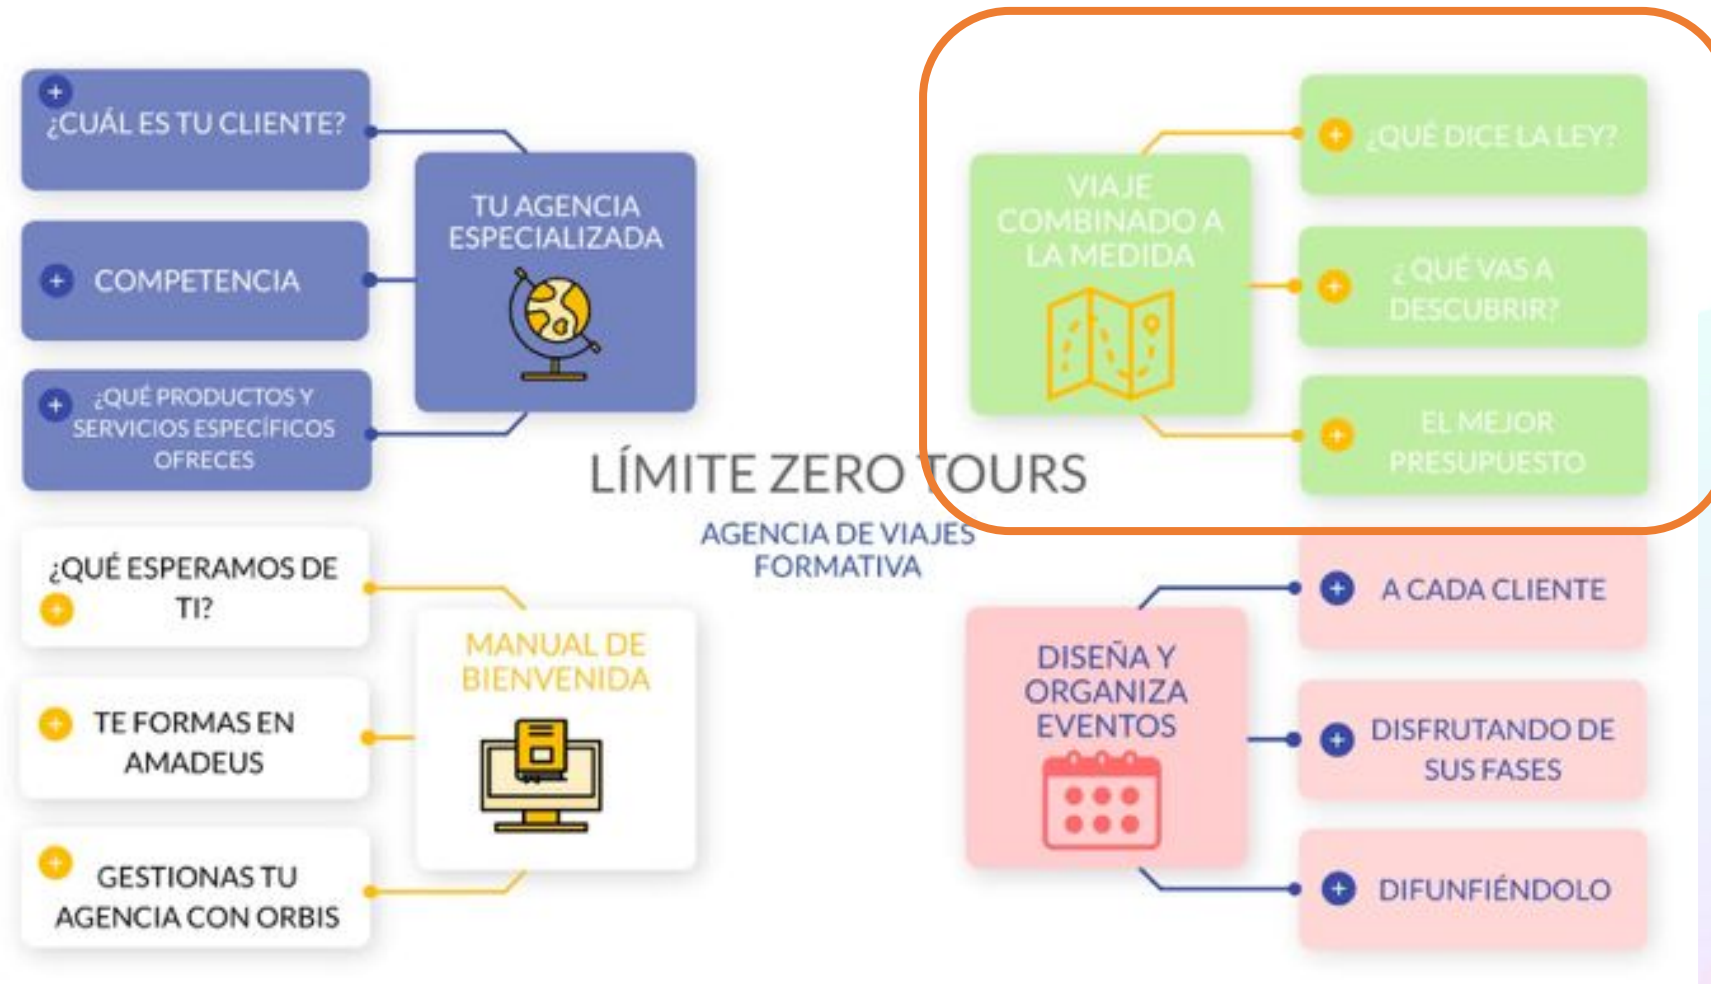 ¿CUÁL ES TU CLIENTE?
COMPETENCIA
¿QUÉ PRODUCTOS Y
SERVICIOS ESPECÍFICOS
OFRECES
TU AGENCIA
ESPECIALIZADA
VIAJE
COMBINADO A
LA MEDIDA
¿QUÉ DICE LA LEY?
¿ QUÉ VAS A
DESCUBRIR?
EL MEJOR
PRESUPUESTO
LÍMITE ZERO TOURS
AGENCIA DE VIAJES
FORMATIVA
¿QUÉ ESPERAMOS DE
TI?
TE FORMAS EN
AMADEUS
GESTIONAS TU
AGENCIA CON ORBIS
MANUAL DE
BIENVENIDA
DISEÑA Y
ORGANIZA
EVENTOS
A CADA CLIENTE
DISFRUTANDO DE
SUS FASES
DIFUNFIÉNDOLO